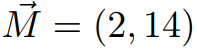 $\vec{M} = (2, 14)$